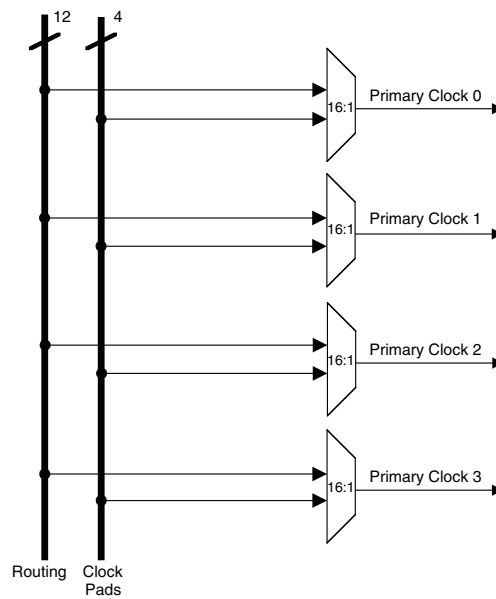 12 4
Primary Clock 0
16:1
Primary Clock 1
16:1
Primary Clock 2
16:1
Primary Clock 3
16:1
Routing Clock
Pads